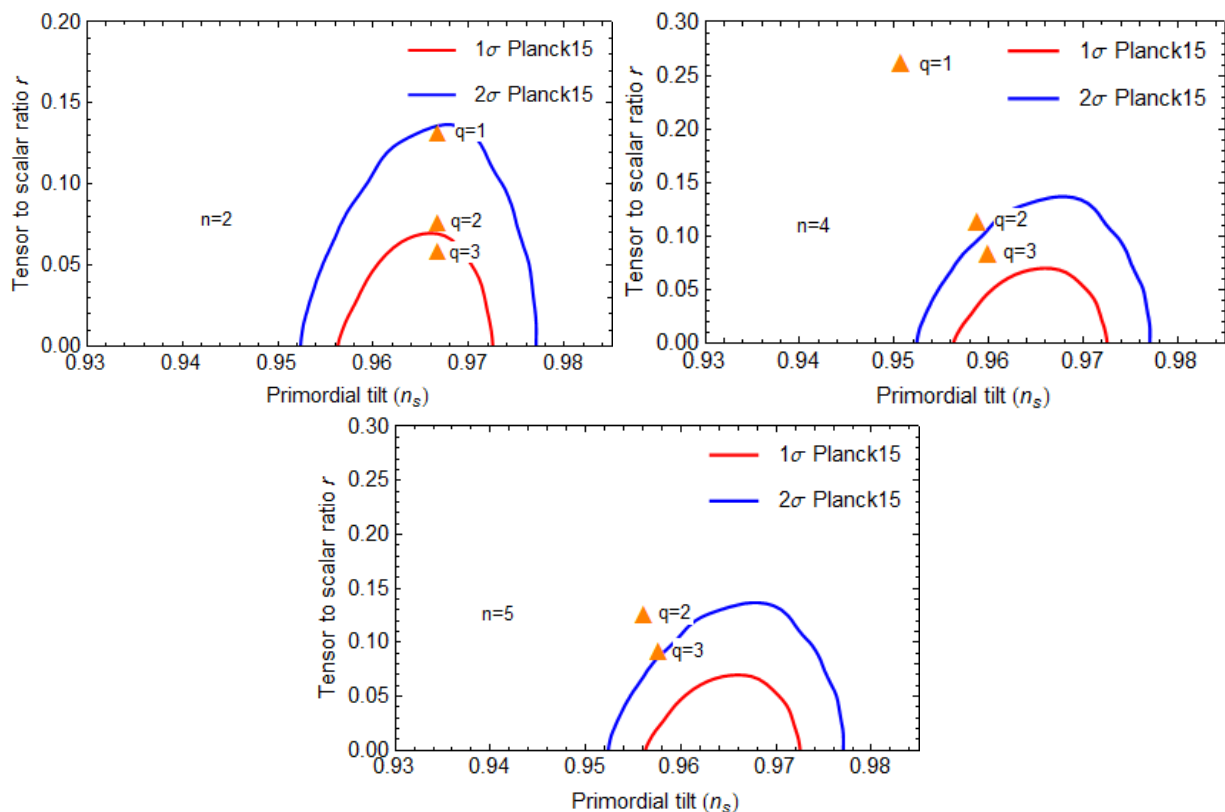 0.20
0.15
0.10
0.05
0.00
Tensor to scalar ratio r
1σ Planck15
2σ Planck15
q=1
n=2
q=2
q=3
0.93 0.94 0.95 0.96 0.97 0.98
Primordial tilt (n_s)
0.30
0.25
0.20
0.15
0.10
0.05
0.00
Tensor to scalar ratio r
q=1
1σ Planck15
2σ Planck15
n=4
q=2
q=3
0.93 0.94 0.95 0.96 0.97 0.98
Primordial tilt (n_s)
0.30
0.25
0.20
0.15
0.10
0.05
0.00
Tensor to scalar ratio r
1σ Planck15
2σ Planck15
n=5
q=2
q=3
0.93 0.94 0.95 0.96 0.97 0.98
Primordial tilt (n_s)